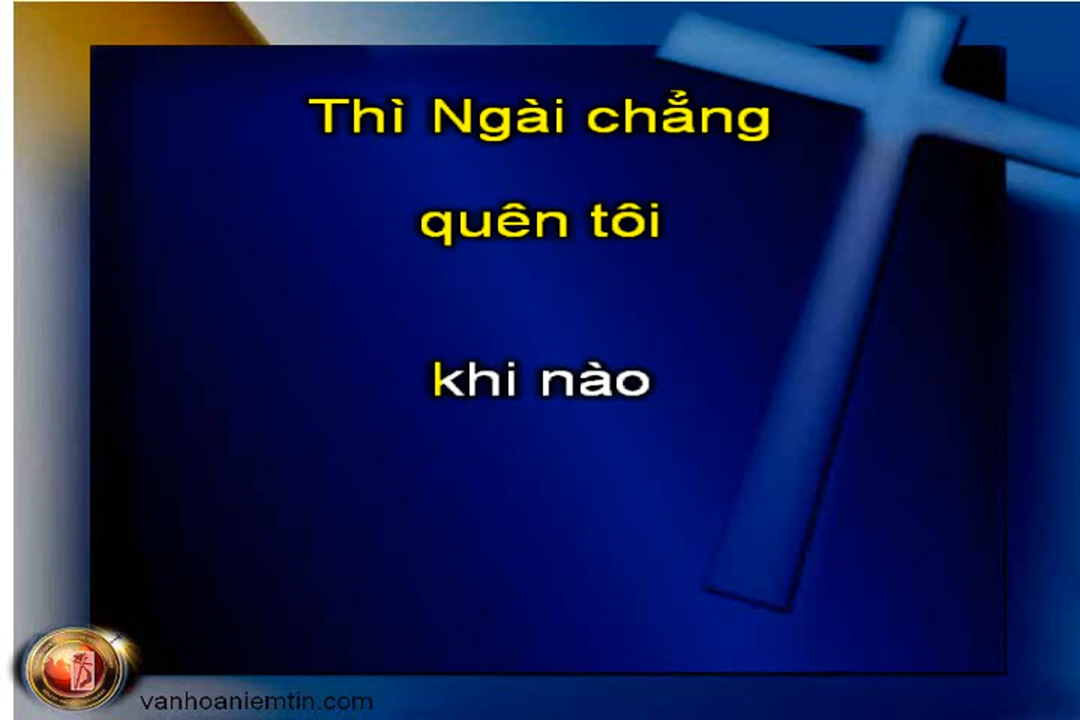 Thì Ngài chẳng
quên tôi
khi nào
vanhoaniemtin.com